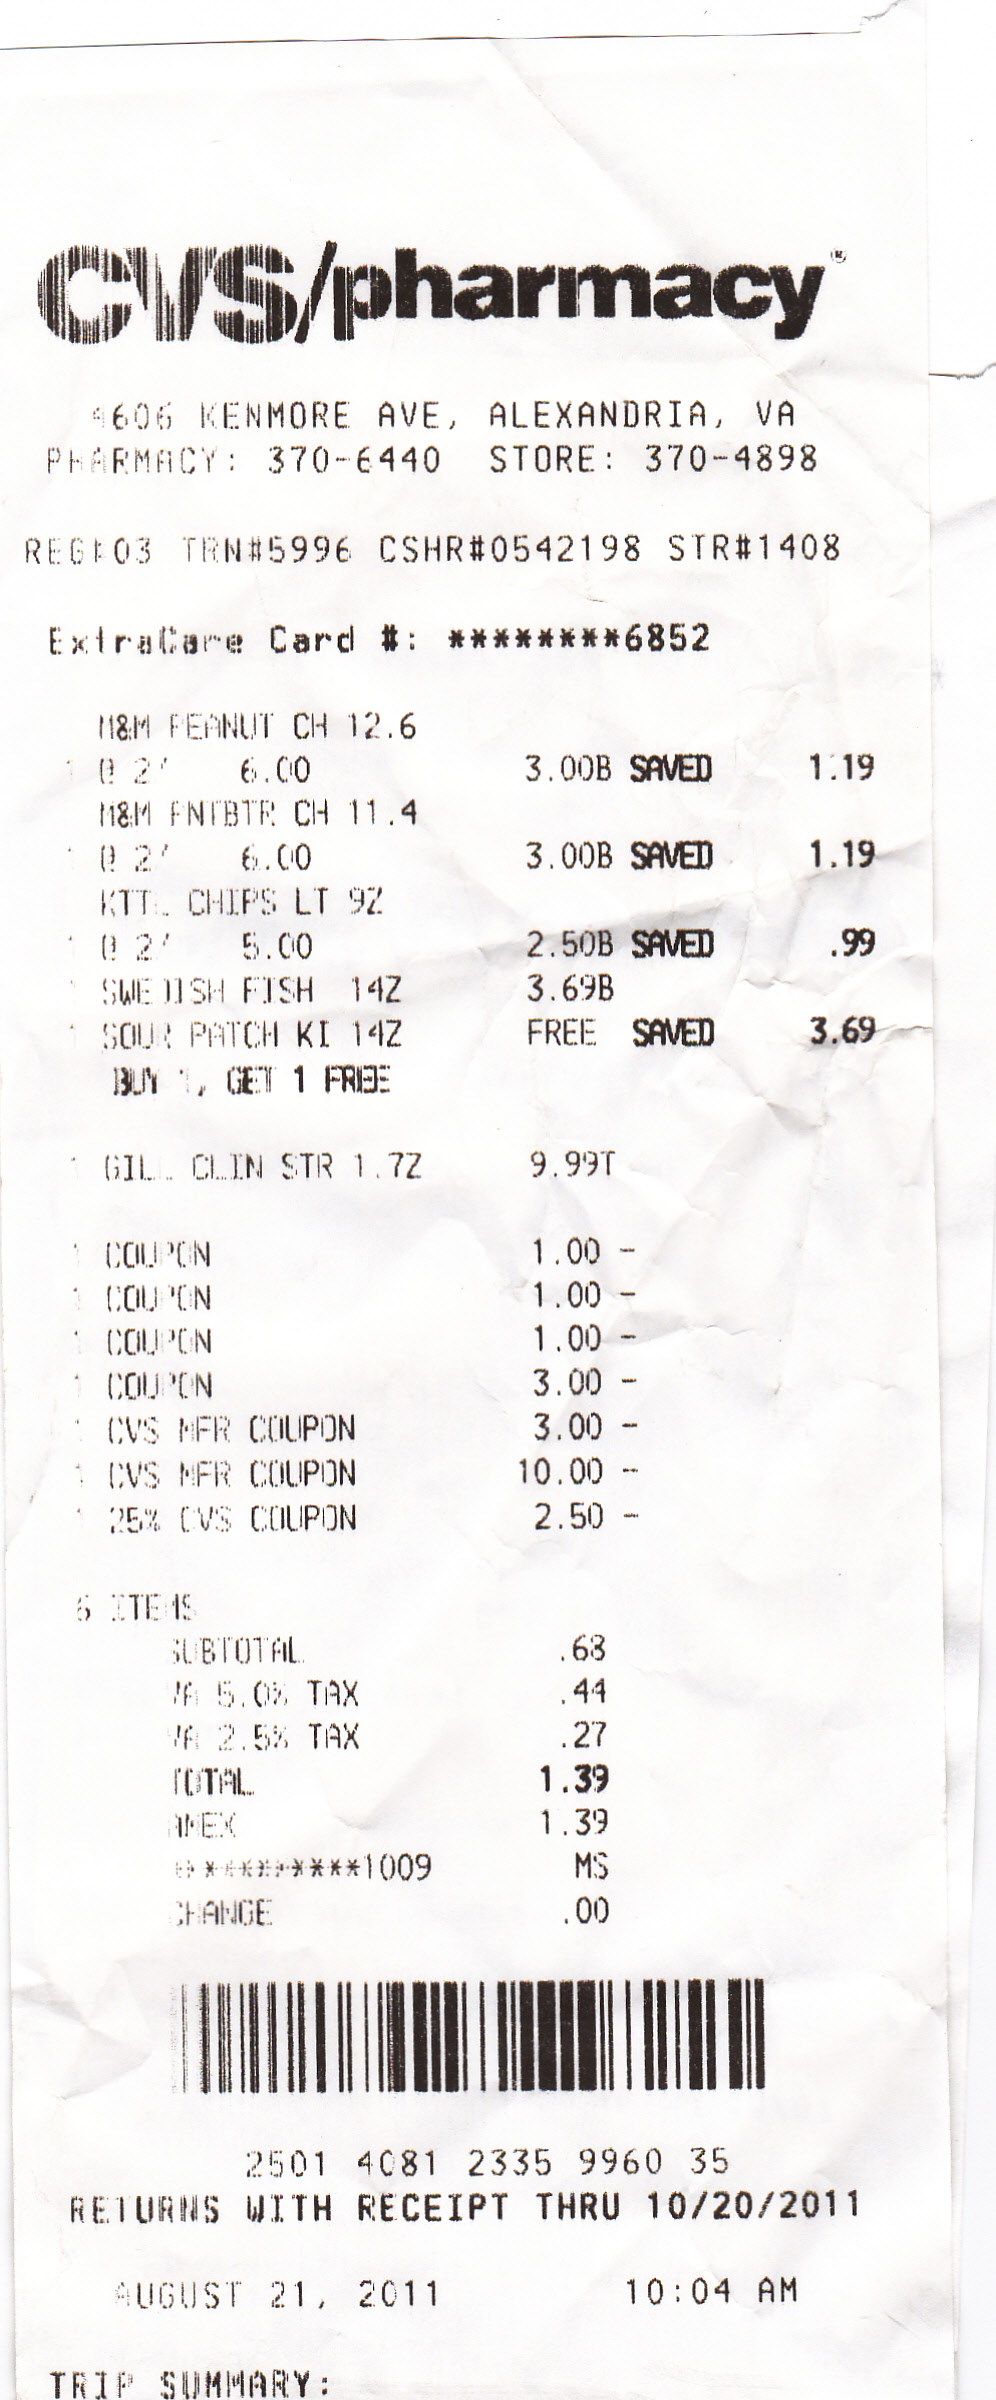 CVS/pharmacy®
4606 KENMORE AVE, ALEXANDRIA, VA
PHARMACY: 370-6440 STORE: 370-4898
REG#03 TRN#5996 CSHR#0542198 STR#1408
ExtraCare Card #: ********6852
M&M PEANUT CH 12.6
1 @ 2/ 6.00 3.00B SAVED 1.19
M&M PNTBTR CH 11.4
1 @ 2/ 6.00 3.00B SAVED 1.19
KTTL CHIPS LT 9Z
1 @ 2/ 5.00 2.50B SAVED .99
1 SWEDISH FISH 14Z 3.69B
1 SOUR PATCH KI 14Z FREE SAVED 3.69
BUY 1, GET 1 FREE
1 GILL CLIN STR 1.7Z 9.99T
1 COUPON 1.00 -
1 COUPON 1.00 -
1 COUPON 1.00 -
1 COUPON 3.00 -
1 CVS MFR COUPON 3.00 -
1 CVS MFR COUPON 10.00 -
1 25% CVS COUPON 2.50 -
6 ITEMS
SUBTOTAL .68
VA 5.0% TAX .44
VA 2.5% TAX .27
TOTAL 1.39
AMEX 1.39
***********1009 MS
CHANGE .00
2501 4081 2335 9960 35
RETURNS WITH RECEIPT THRU 10/20/2011
AUGUST 21, 2011 10:04 AM
TRIP SUMMARY: